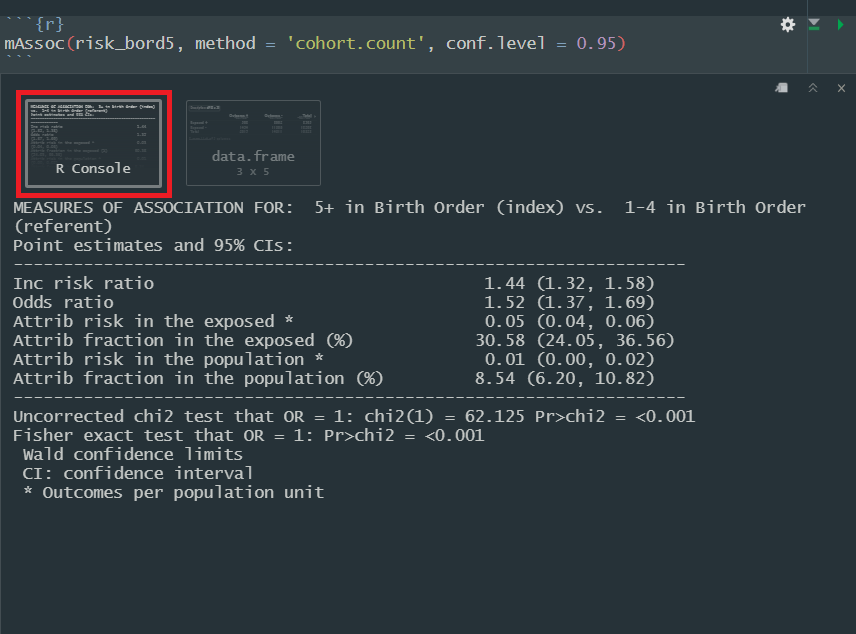 ```{r}
mAssoc(risk_bord5, method = 'cohort.count', conf.level = 0.95)
```
R Console
data.frame
3 x 5
MEASURES OF ASSOCIATION FOR:  5+ in Birth Order (index) vs.  1-4 in Birth Order
(referent)
Point estimates and 95% CIs:
-------------------------------------------------------------------
Inc risk ratio                                 1.44 (1.32, 1.58)
Odds ratio                                     1.52 (1.37, 1.69)
Attrib risk in the exposed *                   0.05 (0.04, 0.06)
Attrib fraction in the exposed (%)            30.58 (24.05, 36.56)
Attrib risk in the population *                0.01 (0.00, 0.02)
Attrib fraction in the population (%)         8.54 (6.20, 10.82)
-------------------------------------------------------------------
Uncorrected chi2 test that OR = 1: chi2(1) = 62.125 Pr>chi2 = <0.001
Fisher exact test that OR = 1: Pr>chi2 = <0.001
 Wald confidence limits
 CI: confidence interval
 * Outcomes per population unit